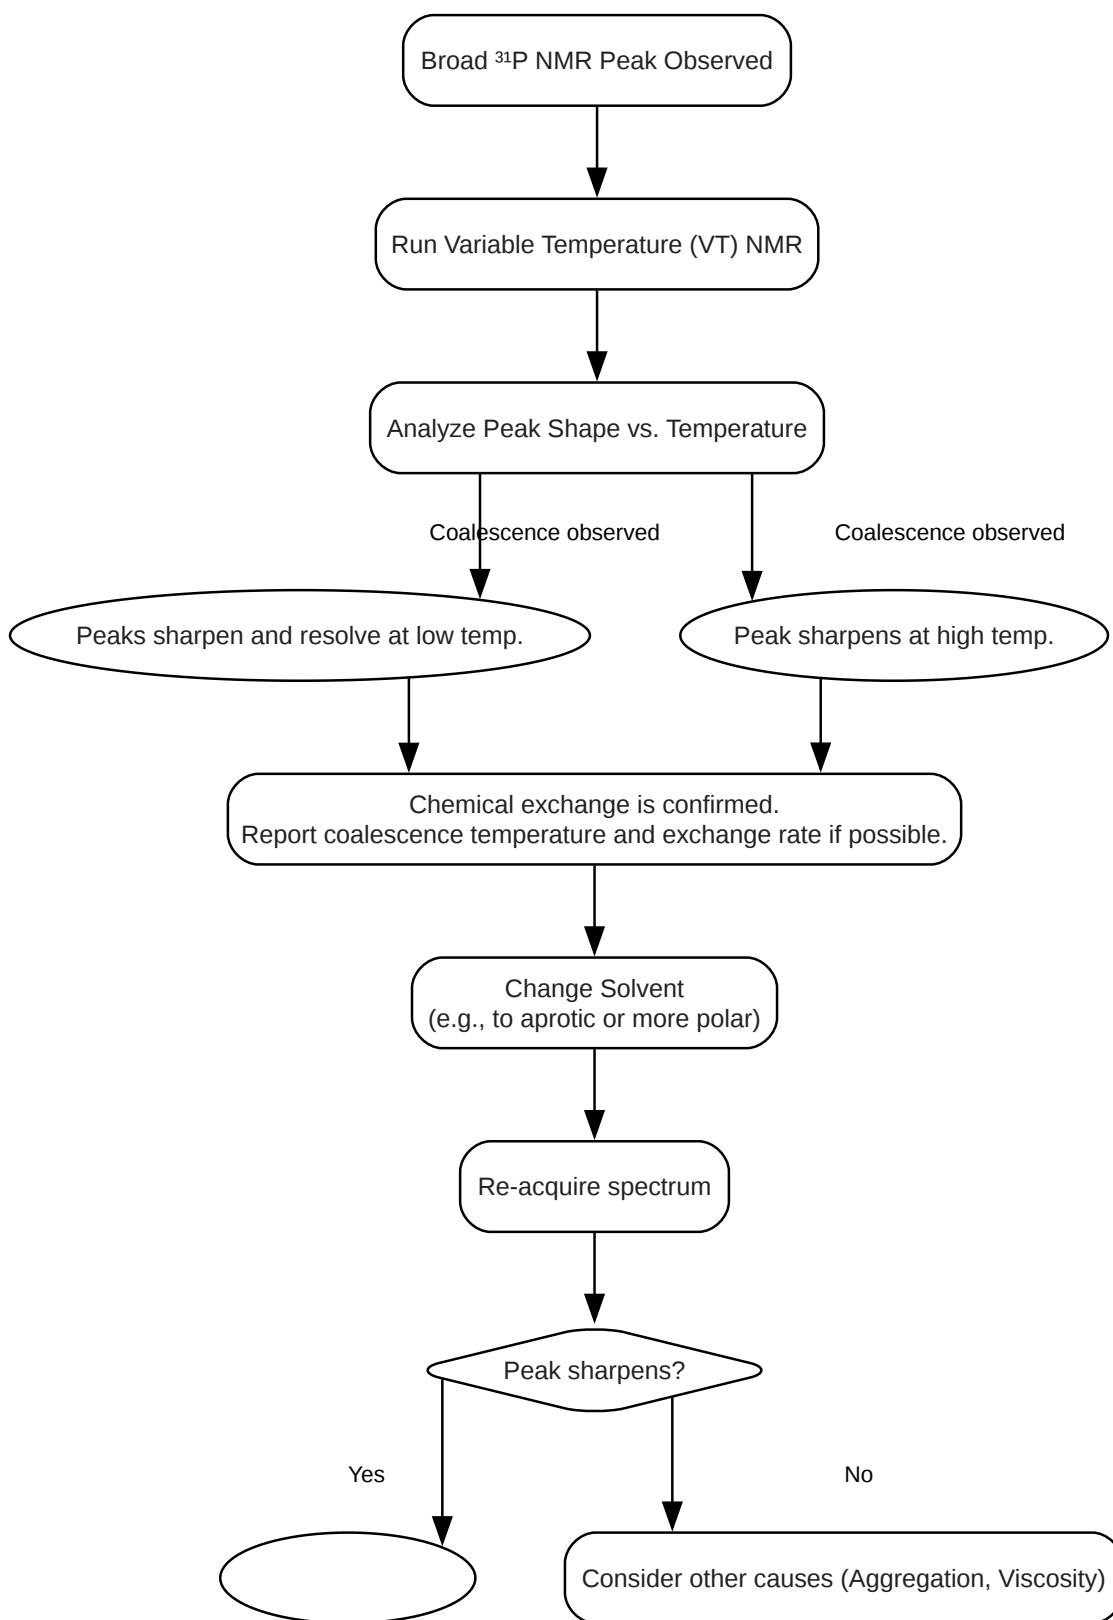 Broad ³¹P NMR Peak Observed
Run Variable Temperature (VT) NMR
Analyze Peak Shape vs. Temperature
Coalescence observed
Coalescence observed
Peaks sharpen and resolve at low temp.
Peak sharpens at high temp.
Chemical exchange is confirmed.
Report coalescence temperature and exchange rate if possible.
Change Solvent
(e.g., to aprotic or more polar)
Re-acquire spectrum
Peak sharpens?
Yes
No
Consider other causes (Aggregation, Viscosity)